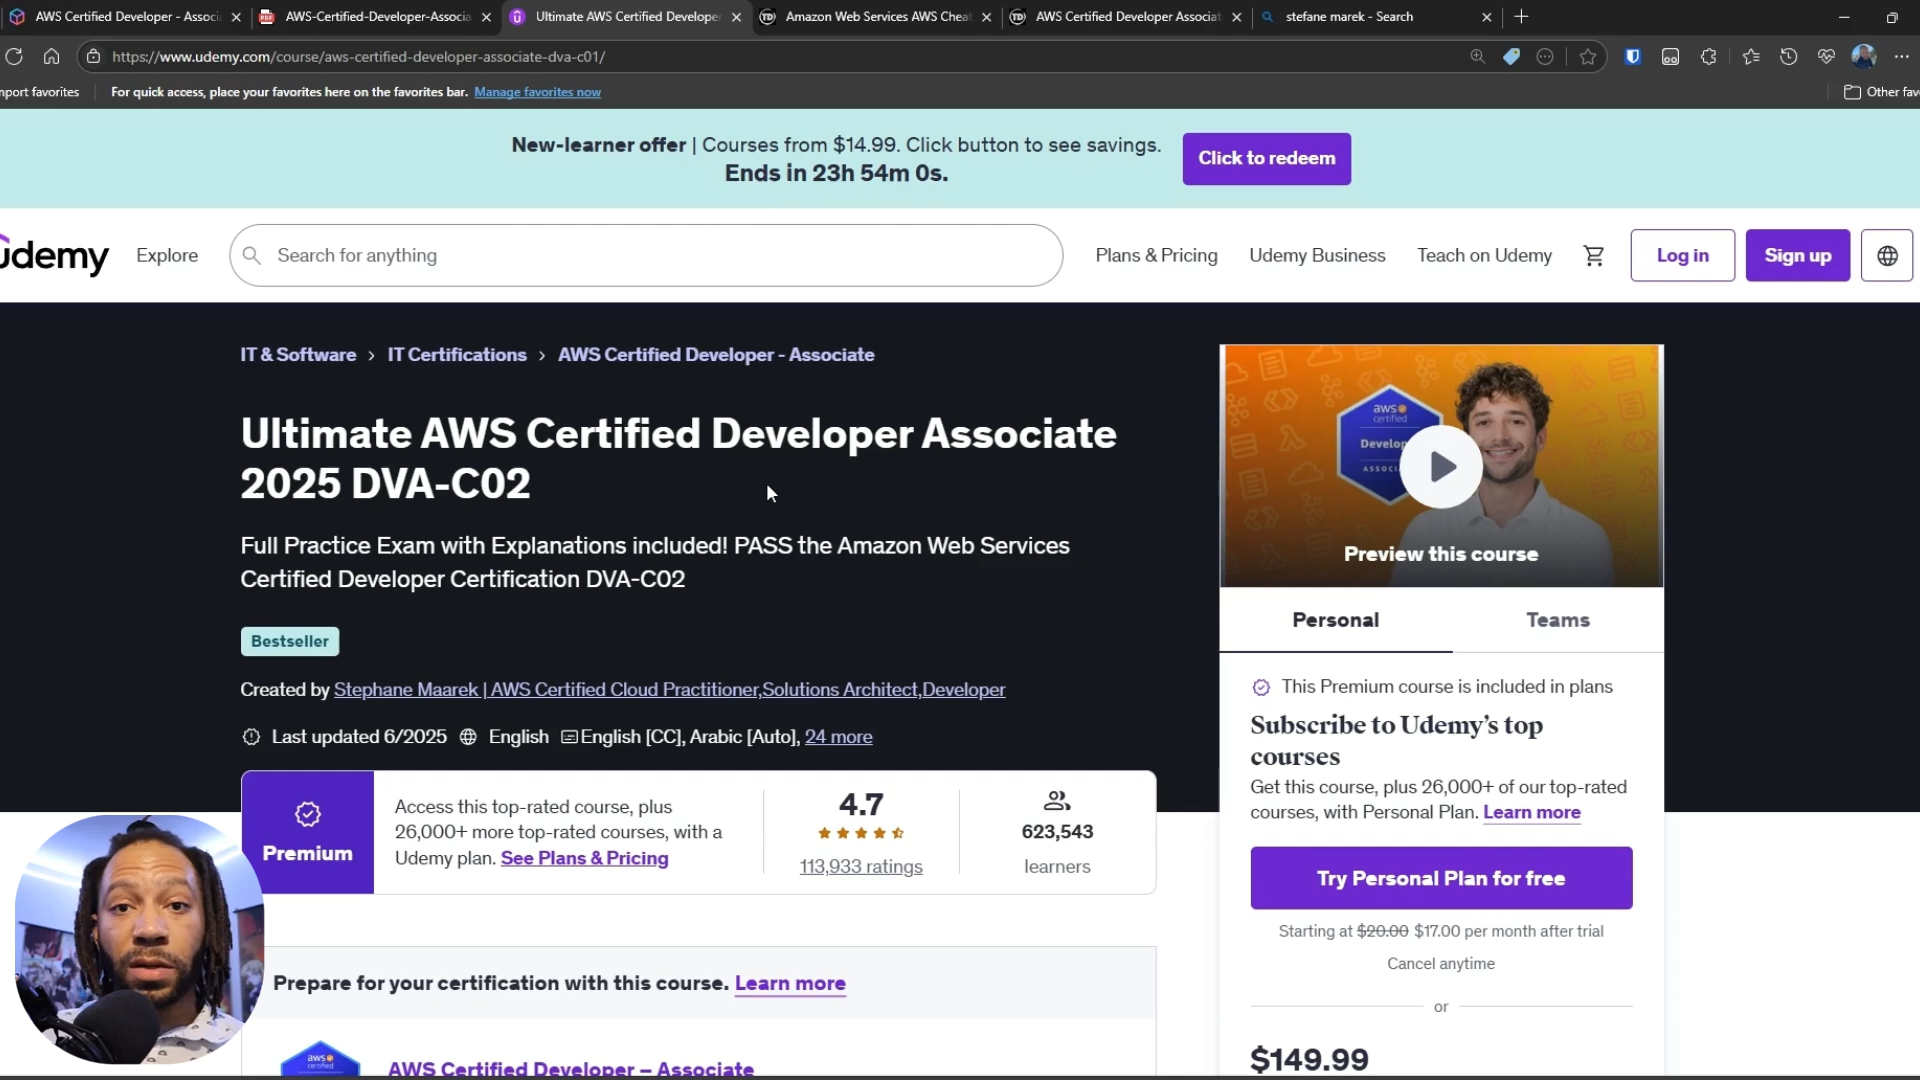 AWS Certified Developer - Associ
AWS-Certified-Developer-Associa
Ultimate AWS Certified Developer
Amazon Web Services AWS Chea
AWS Certified Developer Associat
stefane marek - Search
https://www.udemy.com/course/aws-certified-developer-associate-dva-c01/
mport favorites
For quick access, place your favorites here on the favorites bar. Manage favorites now
Other fav
New-learner offer | Courses from $14.99. Click button to see savings.
Ends in 23h 54m 0s.
Click to redeem
udemy
Explore
Search for anything
Plans & Pricing
Udemy Business
Teach on Udemy
Log in
Sign up
IT & Software › IT Certifications › AWS Certified Developer - Associate
Ultimate AWS Certified Developer Associate
2025 DVA-C02
Full Practice Exam with Explanations included! PASS the Amazon Web Services
Certified Developer Certification DVA-C02
Bestseller
Created by Stephane Maarek | AWS Certified Cloud Practitioner,Solutions Architect,Developer
Last updated 6/2025 English English [CC], Arabic [Auto], 24 more
Premium
Access this top-rated course, plus
26,000+ more top-rated courses, with a
Udemy plan. See Plans & Pricing
4.7
113,933 ratings
623,543
learners
Prepare for your certification with this course. Learn more
aws
certified
AWS Certified Developer – Associate
aws
certified
Develop
ASSOCI
Preview this course
Personal
Teams
This Premium course is included in plans
Subscribe to Udemy's top
courses
Get this course, plus 26,000+ of our top-rated
courses, with Personal Plan. Learn more
Try Personal Plan for free
Starting at $20.00 $17.00 per month after trial
Cancel anytime
or
$149.99